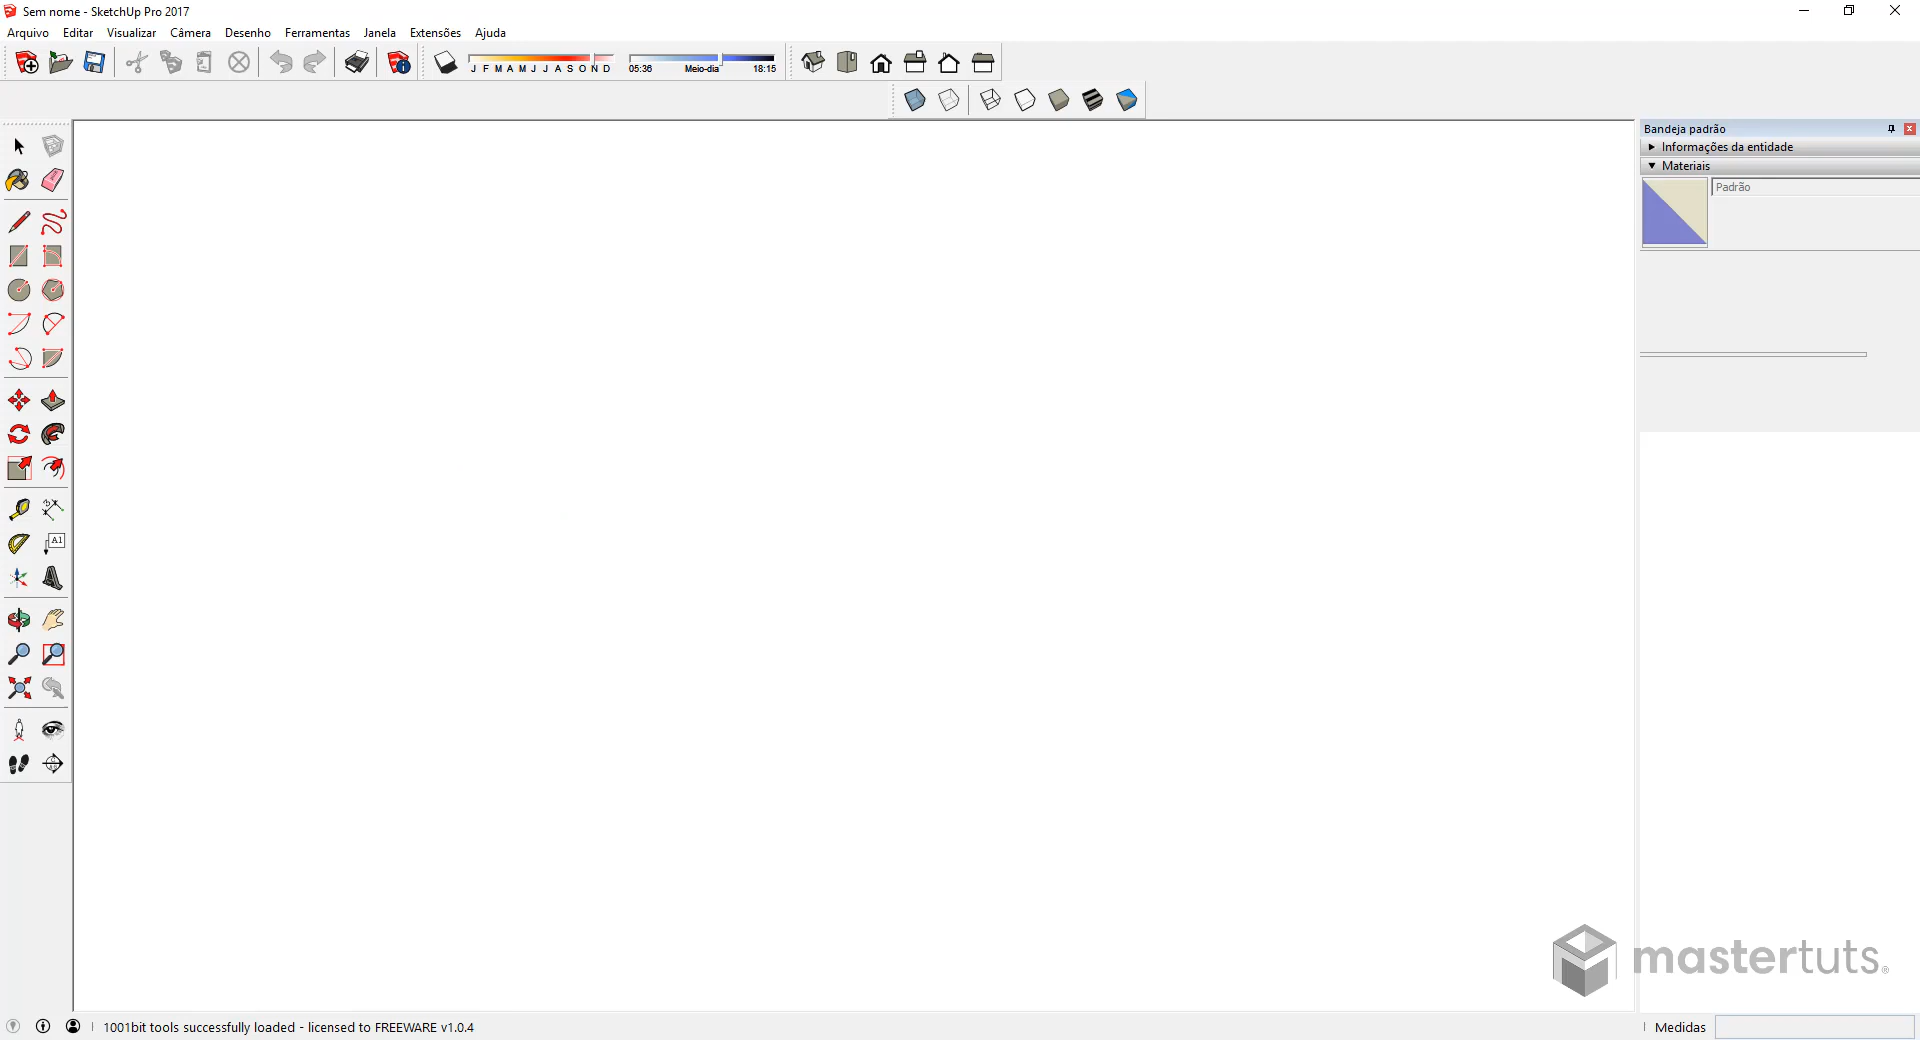 Sem nome - SketchUp Pro 2017
Arquivo Editar Visualizar Câmera Desenho Ferramentas Janela Extensões Ajuda
J F M A M J J A S O N D
05:36 Meio-dia 18:15
Bandeja padrão
Informações da entidade
Materiais
Padrão
A1
mastertuts®
1001bit tools successfully loaded - licensed to FREEWARE v1.0.4
Medidas